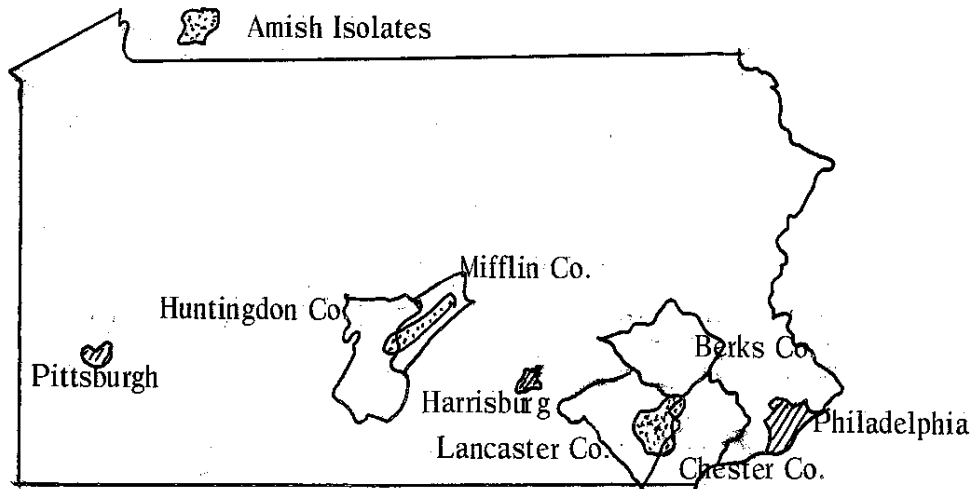 Amish Isolates
Mifflin Co.
Huntingdon Co
Pittsburgh
Berks Co.
Harrisburg
Lancaster Co.
Philadelphia
Chester Co.